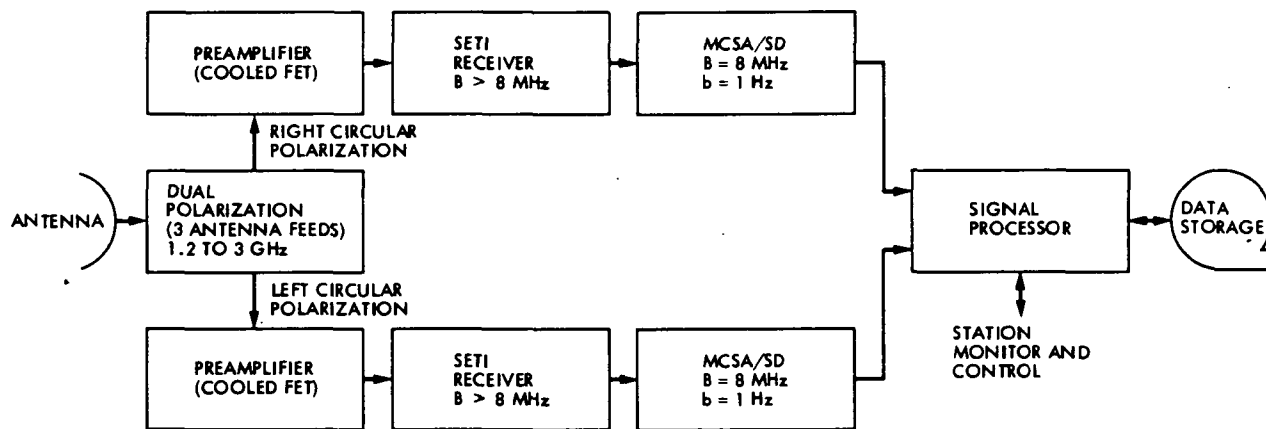 PREAMPLIFIER
(COOLED FET)
SETI
RECEIVER
B > 8 MHz
MCSA/SD
B = 8 MHz
b = 1 Hz
RIGHT CIRCULAR
POLARIZATION
ANTENNA
DUAL
POLARIZATION
(3 ANTENNA FEEDS)
1.2 TO 3 GHz
SIGNAL
PROCESSOR
DATA
STORAGE
LEFT CIRCULAR
POLARIZATION
STATION
MONITOR AND
CONTROL
PREAMPLIFIER
(COOLED FET)
SETI
RECEIVER
B > 8 MHz
MCSA/SD
B = 8 MHz
b = 1 Hz